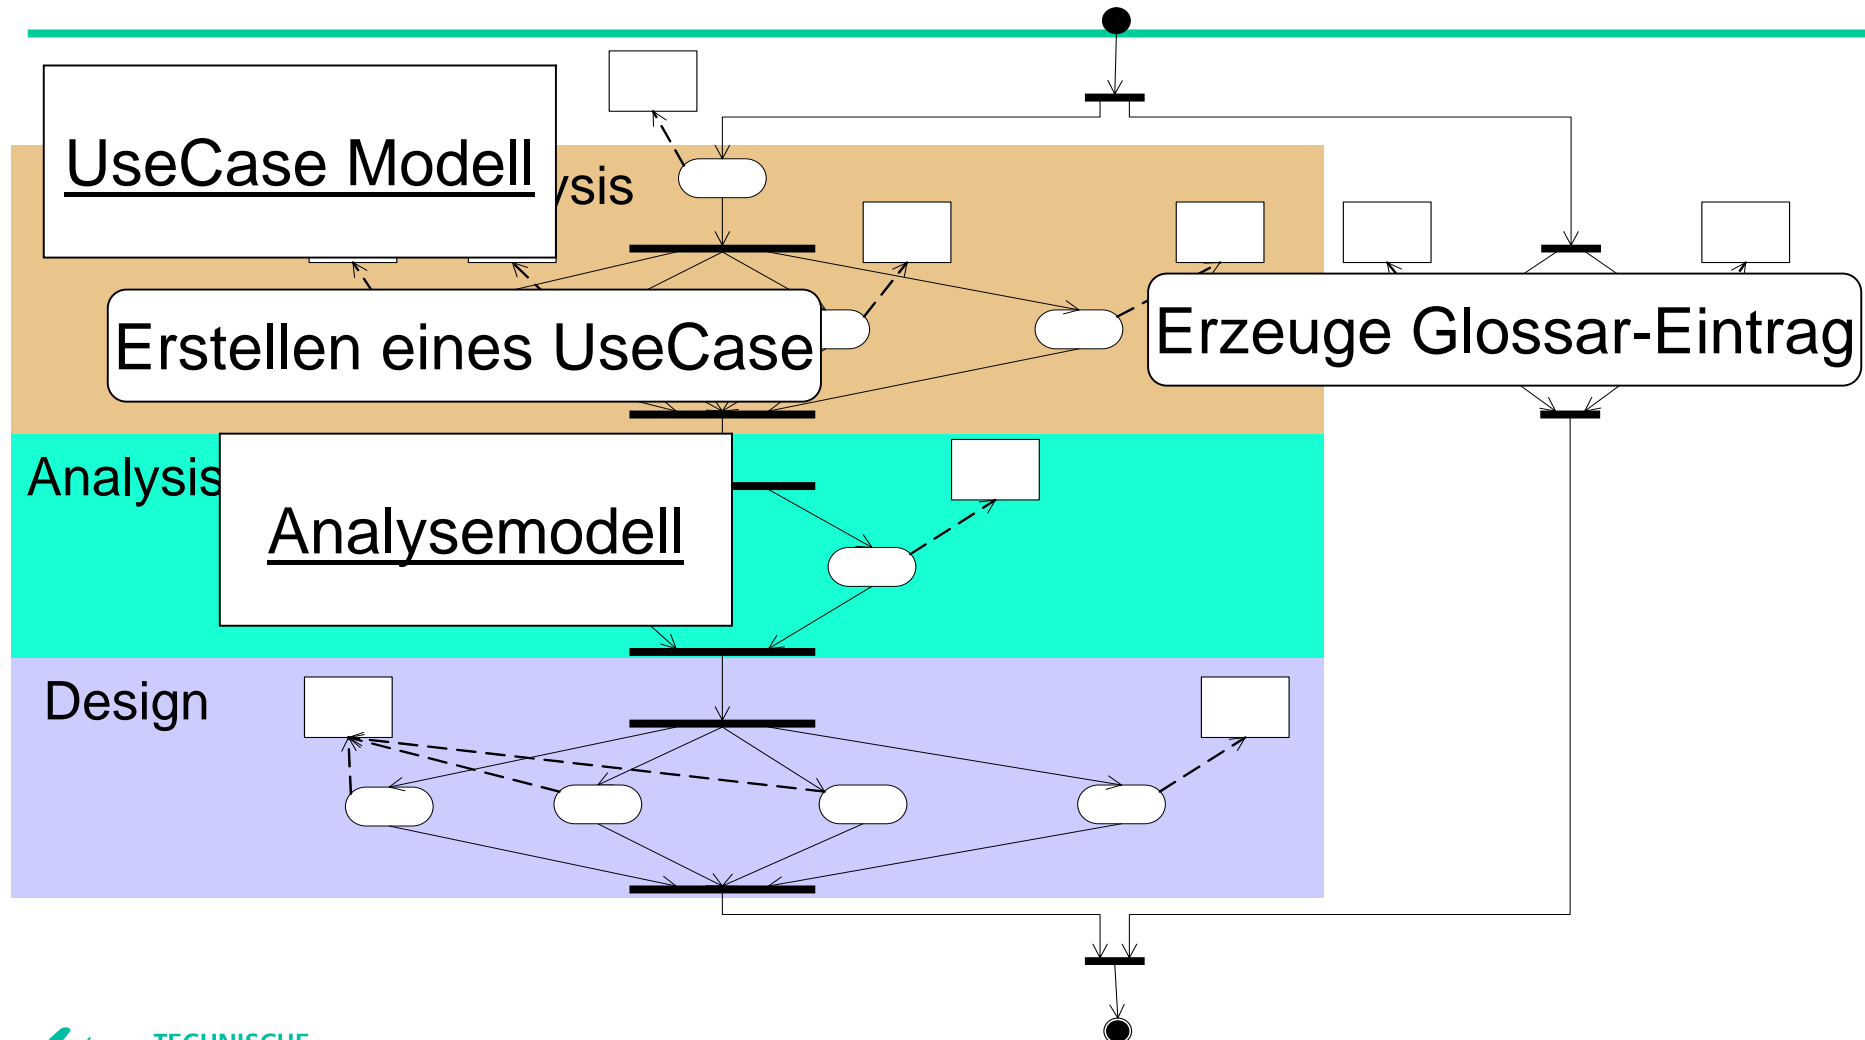 UseCase Modell
ysis
Erstellen eines UseCase
Erzeuge Glossar-Eintrag
Analysis
Analysemodell
Design
TECHNISCHE